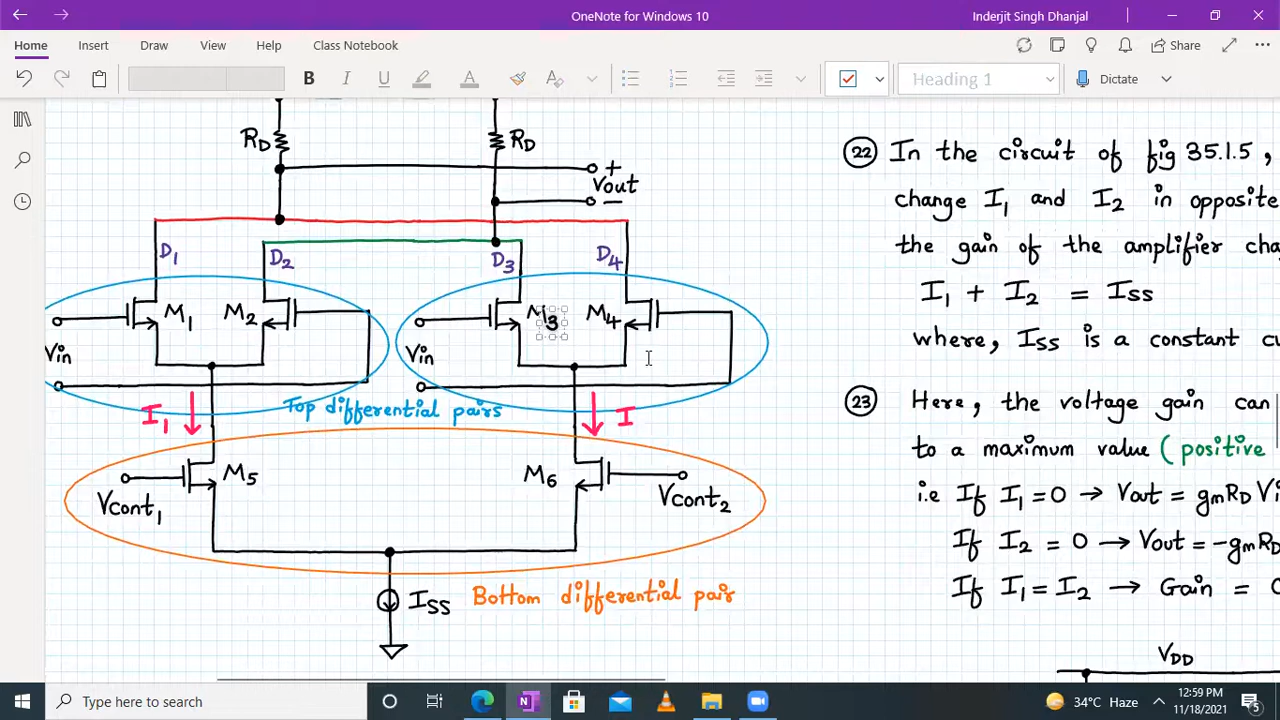 OneNote for Windows 10
Inderjit Singh Dhanjal
Home Insert Draw View Help Class Notebook
Share
B I U A
Heading 1
Dictate
RD
RD
+
Vout
−
D1 D2 D3 D4
M1 M2 M3 M4
Vin
Vin
Top differential pairs
I1
I
M5
M6
Vcont1
Vcont2
ISS
Bottom differential pair
22 In the circuit of fig 35.1.5,
change I1 and I2 in opposite
the gain of the amplifier cha
I1 + I2 = ISS
where, ISS is a constant cu
23 Here, the voltage gain can
to a maximum value (positive
i.e If I1 = 0 → Vout = gmRD Vi
If I2 = 0 → Vout = -gmRD
If I1 = I2 → Gain = 0
VDD
Type here to search
34°C Haze
12:59 PM
11/18/2021
5